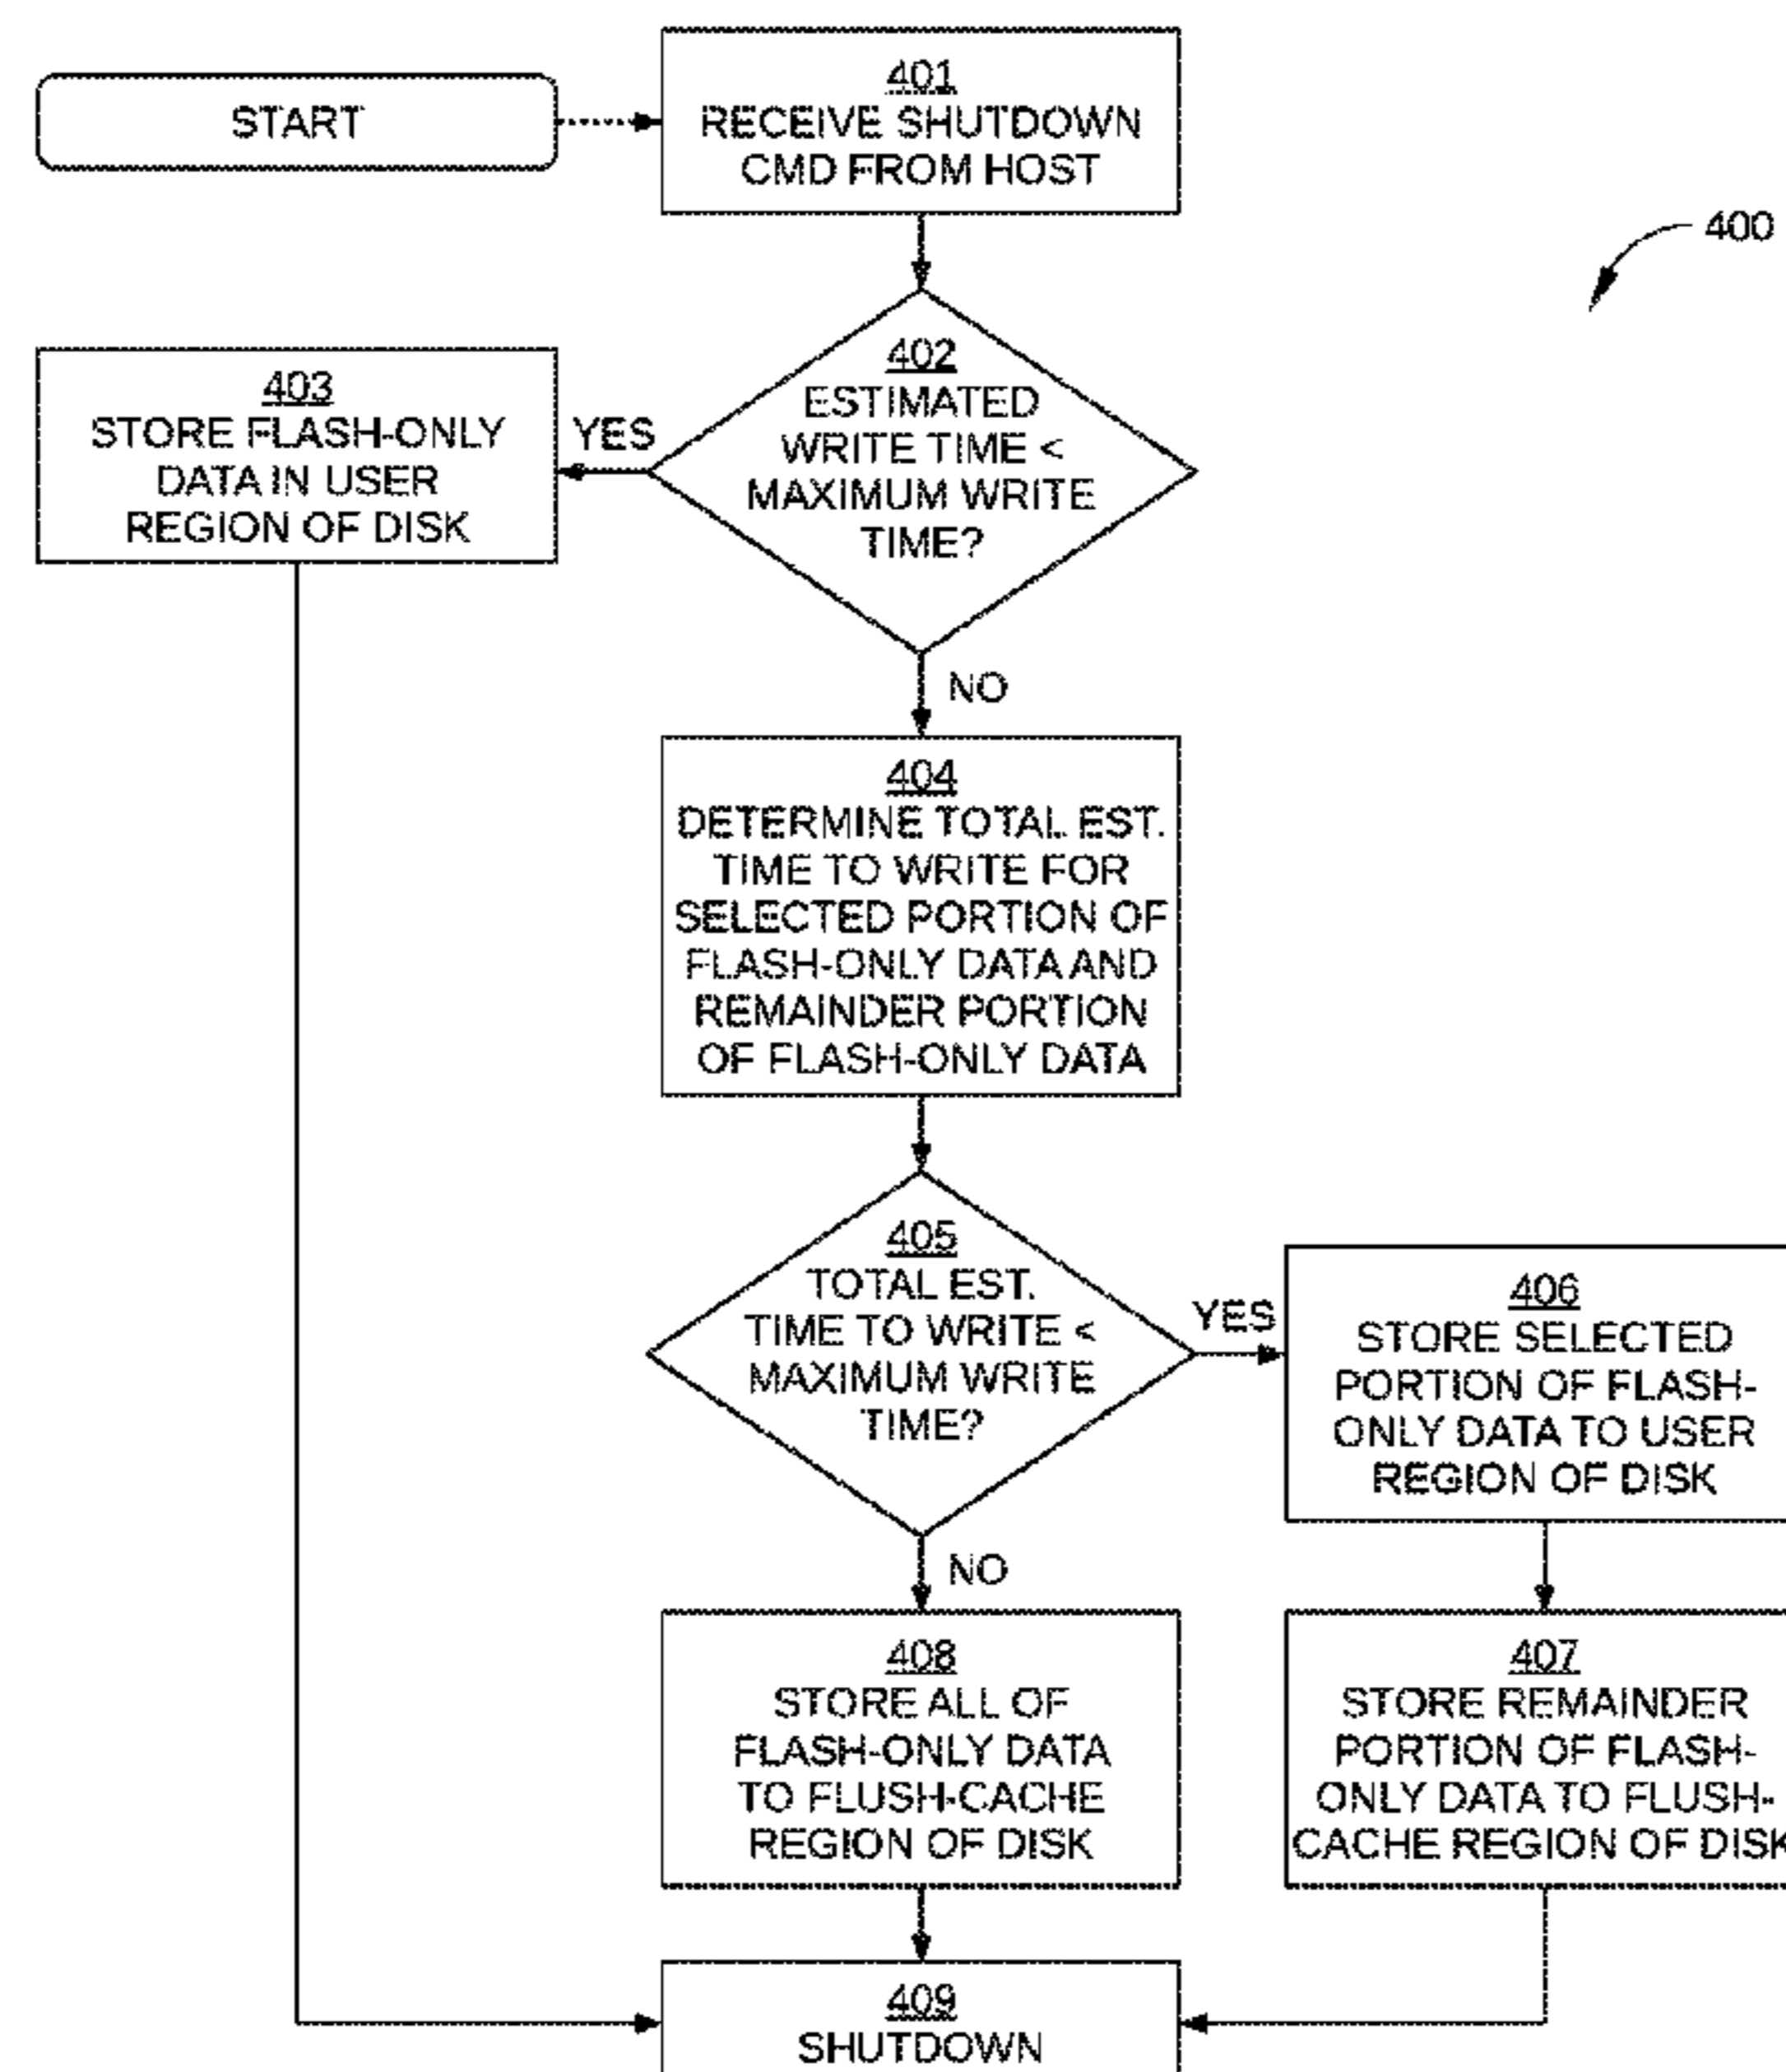 START
401
RECEIVE SHUTDOWN
CMD FROM HOST
400
402
ESTIMATED
WRITE TIME <
MAXIMUM WRITE
TIME?
YES
403
STORE FLASH-ONLY
DATA IN USER
REGION OF DISK
NO
404
DETERMINE TOTAL EST.
TIME TO WRITE FOR
SELECTED PORTION OF
FLASH-ONLY DATA AND
REMAINDER PORTION
OF FLASH-ONLY DATA
405
TOTAL EST.
TIME TO WRITE <
MAXIMUM WRITE
TIME?
YES
406
STORE SELECTED
PORTION OF FLASH-
ONLY DATA TO USER
REGION OF DISK
NO
408
STORE ALL OF
FLASH-ONLY DATA
TO FLUSH-CACHE
REGION OF DISK
407
STORE REMAINDER
PORTION OF FLASH-
ONLY DATA TO FLUSH-
CACHE REGION OF DISK
409
SHUTDOWN